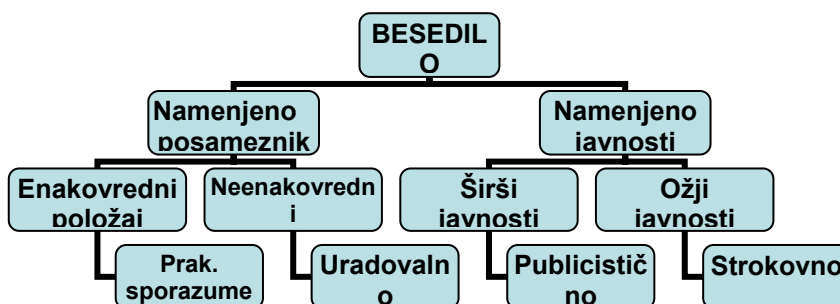 BESEDIL
O
Namenjeno
posameznik
Namenjeno
javnosti
Enakovredni
položaj
Neenakovredn
i
Širši
javnosti
Ožji
javnosti
Prak.
sporazume
Uradovaln
o
Publicistič
no
Strokovno